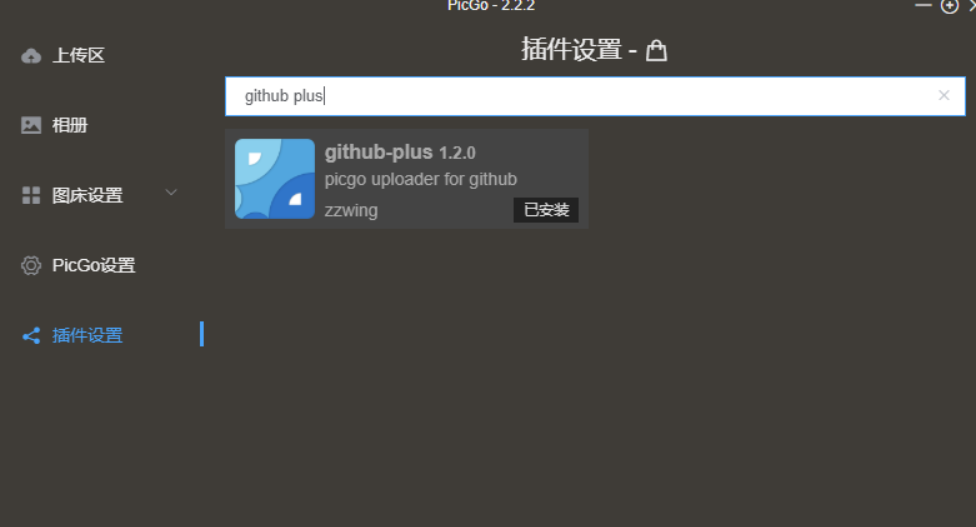 PicGo - 2.2.2
上传区
相册
图床设置
PicGo设置
插件设置
插件设置 -
github plus
github-plus 1.2.0
picgo uploader for github
zzwing
已安装